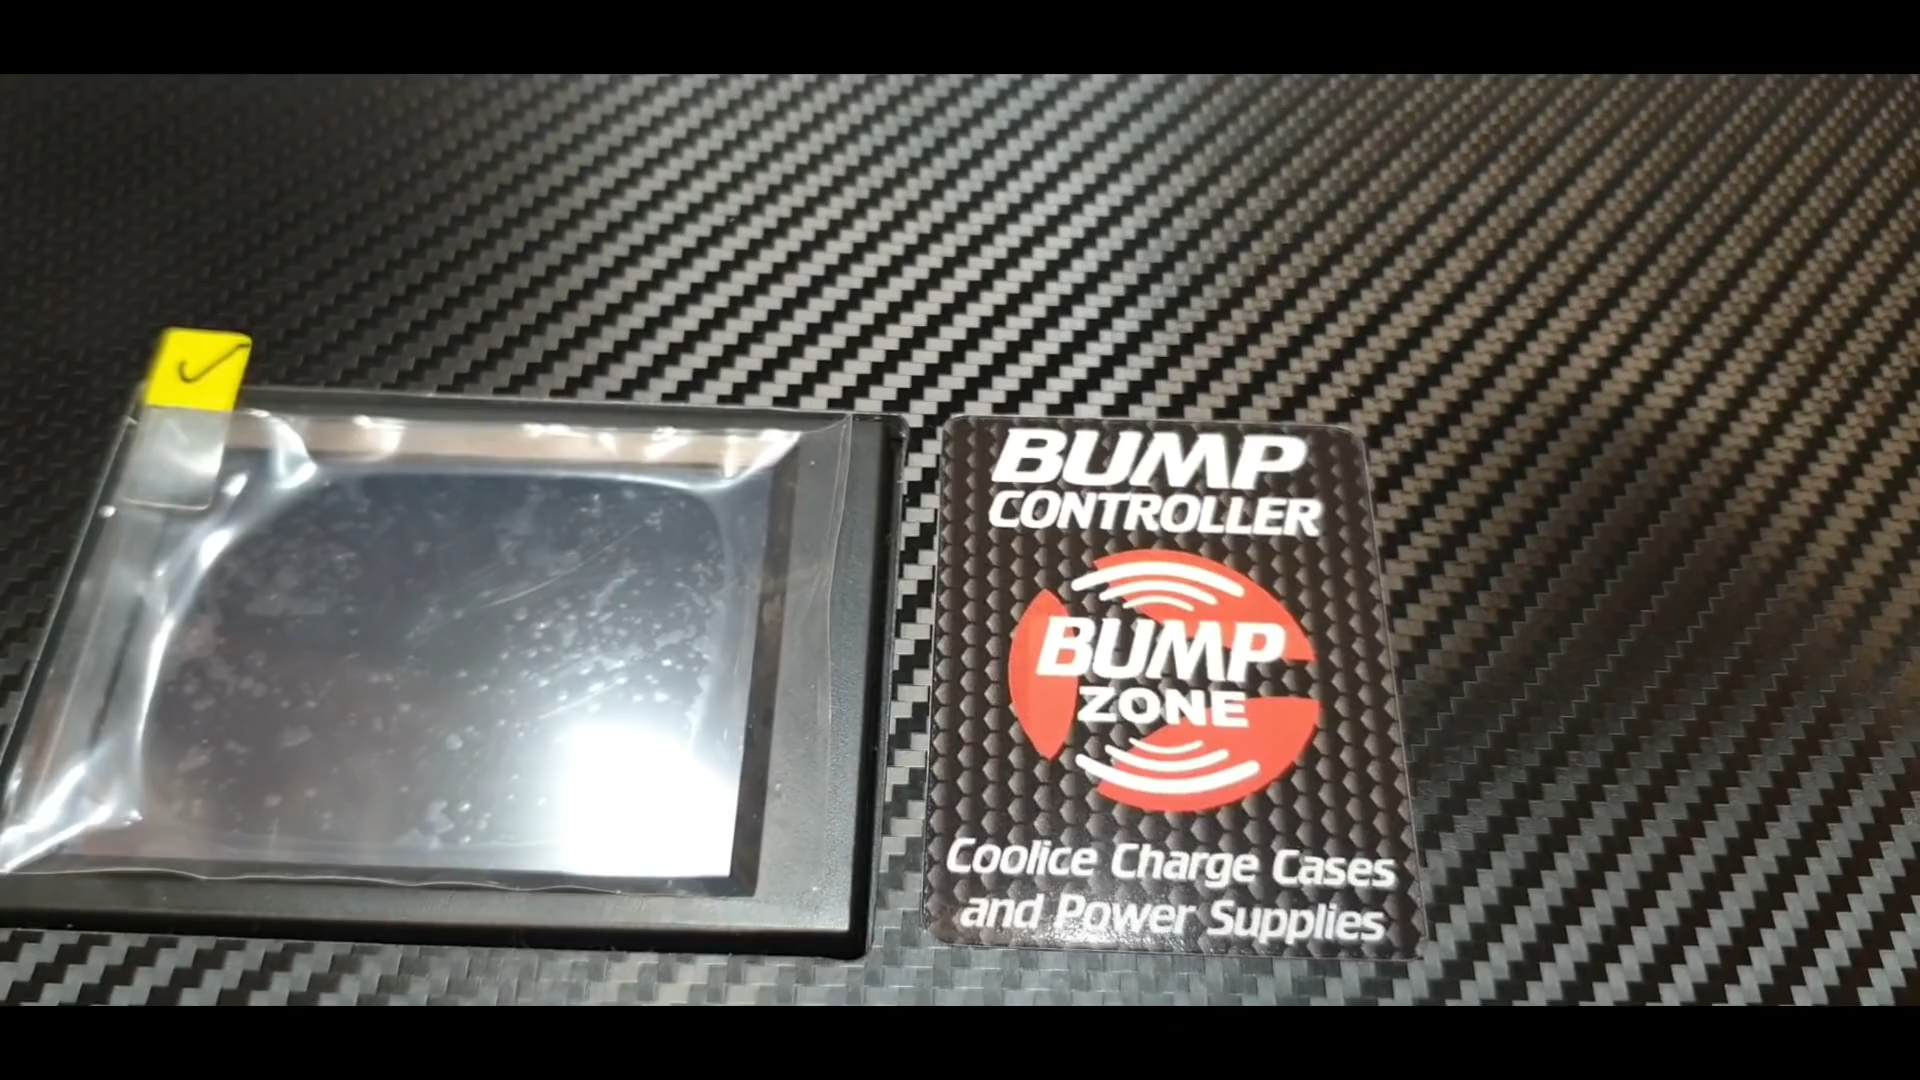 BUMP
CONTROLLER
BUMP
ZONE
Coolice Charge Cases
and Power Supplies